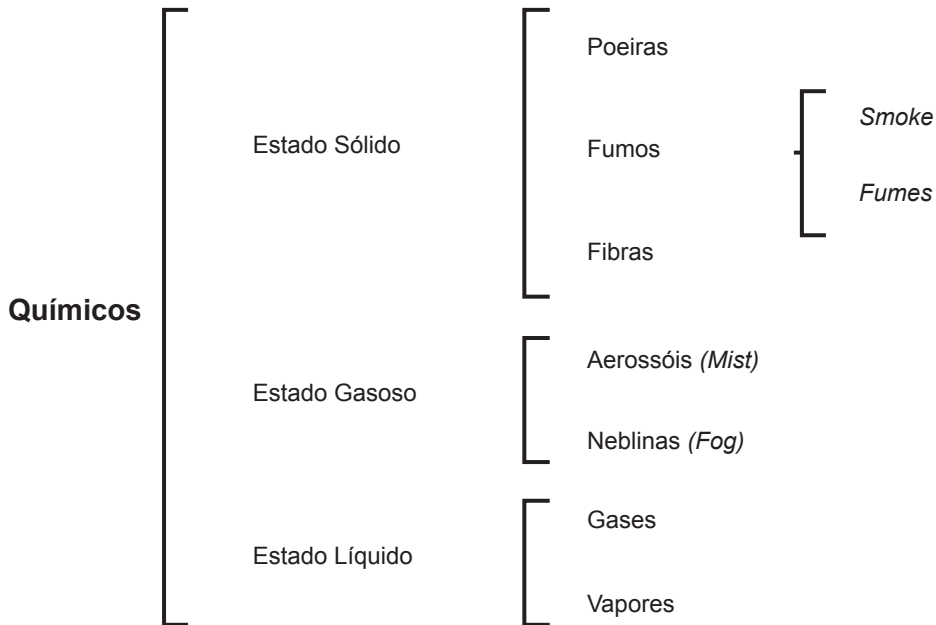 Químicos
Estado Sólido
Poeiras
Fumos
Smoke
Fumes
Fibras
Estado Gasoso
Aerossóis (Mist)
Neblinas (Fog)
Estado Líquido
Gases
Vapores